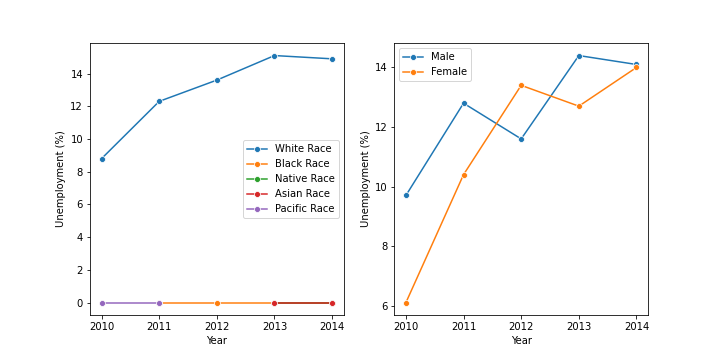 Unemployment (%)
14
12
10
8
6
4
2
0
2010 2011 2012 2013 2014
Year
White Race
Black Race
Native Race
Asian Race
Pacific Race
Unemployment (%)
14
12
10
8
6
2010 2011 2012 2013 2014
Year
Male
Female